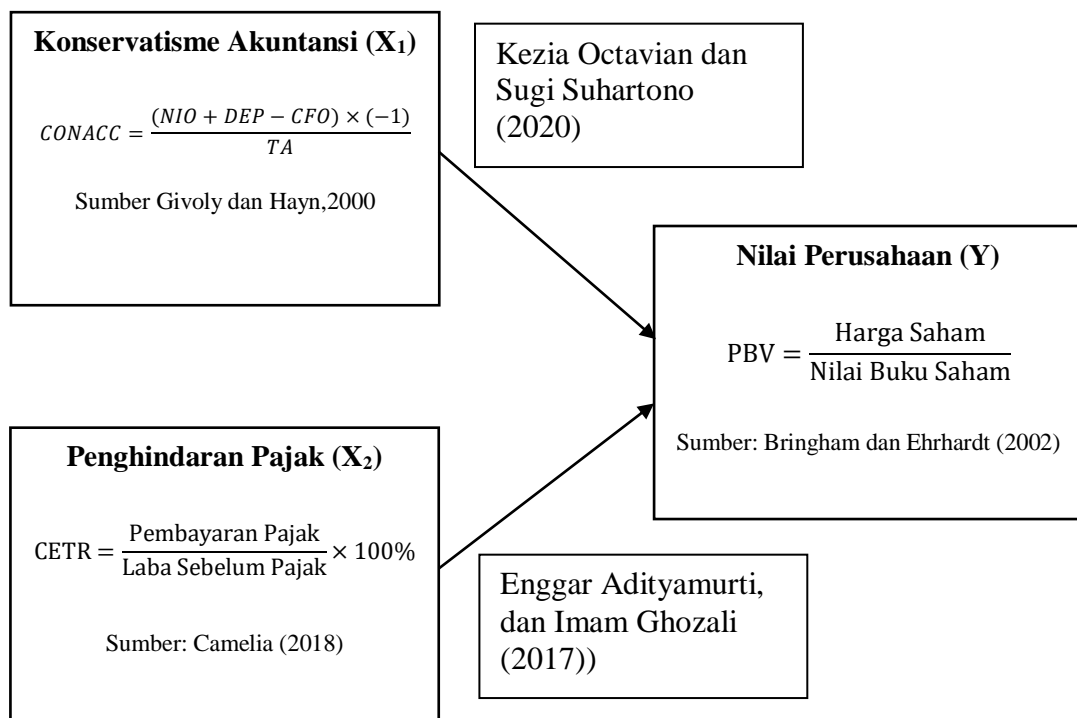 Konservatisme Akuntansi (X₁)
CONACC = (NIO + DEP − CFO) × (−1) / TA
Sumber Givoly dan Hayn,2000
Kezia Octavian dan
Sugi Suhartono
(2020)
Nilai Perusahaan (Y)
PBV = Harga Saham / Nilai Buku Saham
Sumber: Bringham dan Ehrhardt (2002)
Penghindaran Pajak (X₂)
CETR = Pembayaran Pajak / Laba Sebelum Pajak × 100%
Sumber: Camelia (2018)
Enggar Adityamurti,
dan Imam Ghozali
(2017))